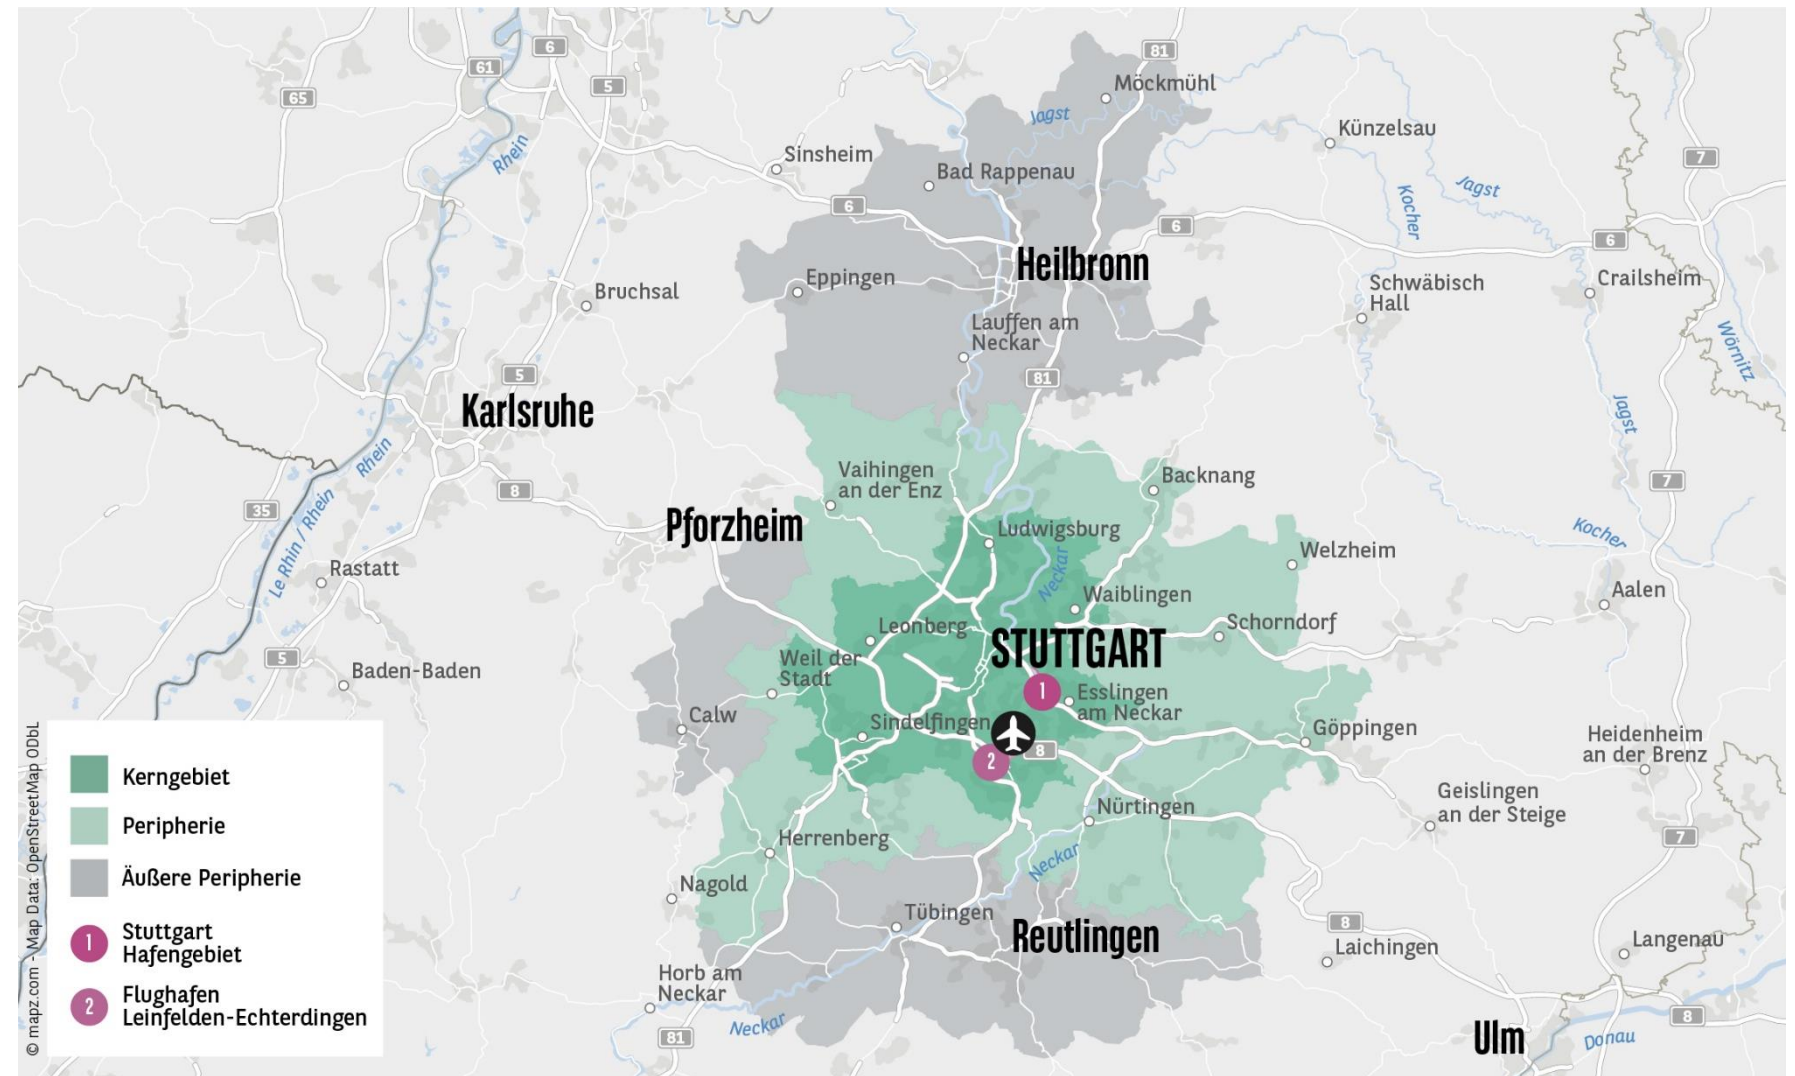 81
6
61
5
65
Möckmühl
Jagst
Künzelsau
Rhein
Sinsheim
7
Bad Rappenau
Jagst
Kocher
6
6
6
Heilbronn
Eppingen
Bruchsal
Schwäbisch
Hall
Crailsheim
Lauffen am
Neckar
Wörnitz
5
81
Karlsruhe
Jagst
Rhein
Vaihingen
an der Enz
Backnang
8
7
35
Le Rhin / Rhein
Pforzheim
Ludwigsburg
Kocher
Welzheim
Rastatt
Neckar
Waiblingen
Aalen
Leonberg
Schorndorf
STUTTGART
5
Weil der
Stadt
Baden-Baden
1
Esslingen
am Neckar
Calw
Sindelfingen
Göppingen
8
2
Heidenheim
an der Brenz
Geislingen
an der Steige
Nürtingen
Herrenberg
7
Neckar
Nagold
Tübingen
Reutlingen
8
Laichingen
Langenau
Horb am
Neckar
Neckar
81
8
Ulm
Donau
Kerngebiet
Peripherie
Äußere Peripherie
1
Stuttgart
Hafengebiet
2
Flughafen
Leinfelden-Echterdingen
© mapz.com - Map Data: OpenStreetMap ODbL